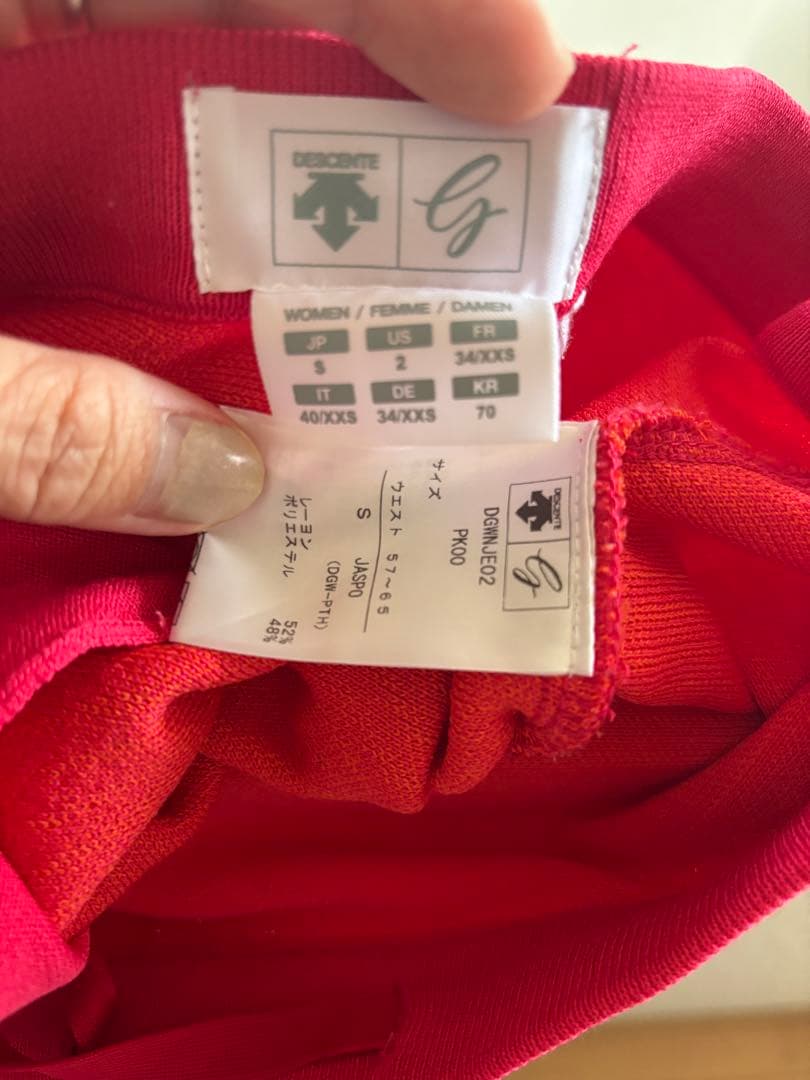 DESCENTE
G
WOMEN / FEMME / DAMEN
JP US FR
S 2 34/XXS
IT DE KR
40/XXS 34/XXS 70
DESCENTE
G
DGWNJE02
PK00
サイズ
ウエスト 57~65
S JASPO
(DGW-PTH)
レーヨン 52%
ポリエステル 48%